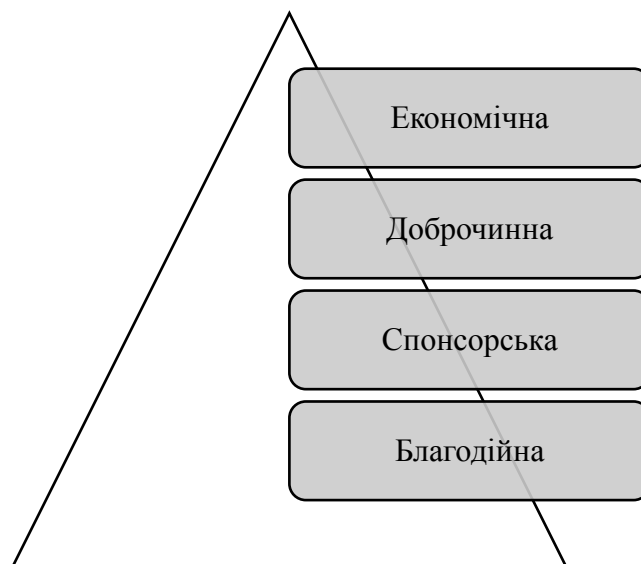 Економічна
Доброчинна
Спонсорська
Благодійна